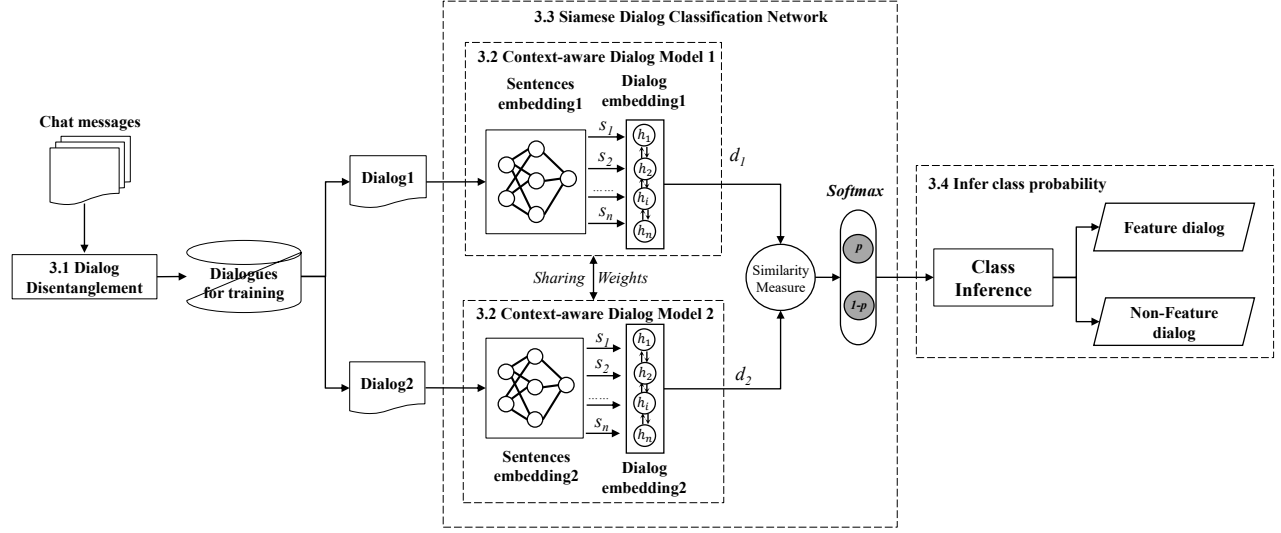 3.3 Siamese Dialog Classification Network
3.2 Context-aware Dialog Model 1
Sentences
embedding1
Dialog
embedding1
Chat messages
3.1 Dialog
Disentanglement
Dialogues
for training
Dialog1
Dialog2
s1
s2
......
sn
h1
h2
hi
hn
d1
Sharing Weights
3.2 Context-aware Dialog Model 2
s1
s2
......
sn
h1
h2
hi
hn
d2
Sentences
embedding2
Dialog
embedding2
Similarity
Measure
Softmax
p
1-p
3.4 Infer class probability
Class
Inference
Feature dialog
Non-Feature
dialog